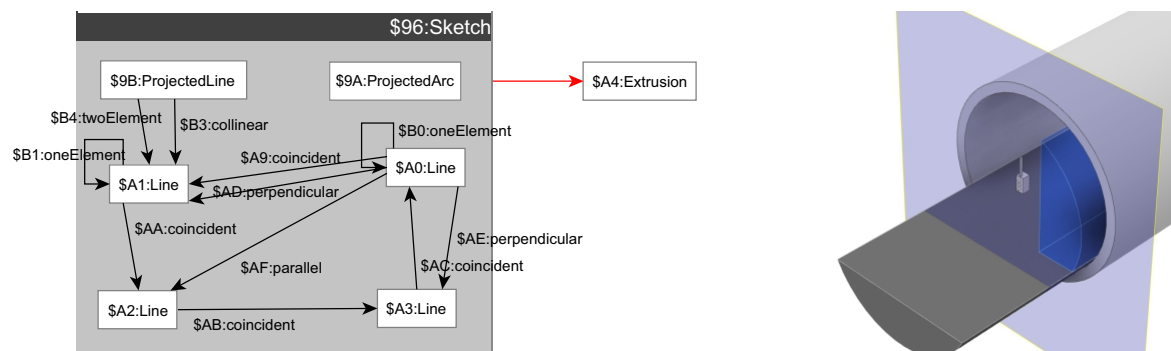 $96:Sketch
$9B:ProjectedLine
$9A:ProjectedArc
$A4:Extrusion
$B4:twoElement
$B3:collinear
$B0:oneElement
$B1:oneElement
$A9:coincident
$A0:Line
$A1:Line
$AD:perpendicular
$AA:coincident
$AE:perpendicular
$AF:parallel
$AC:coincident
$A2:Line
$A3:Line
$AB:coincident